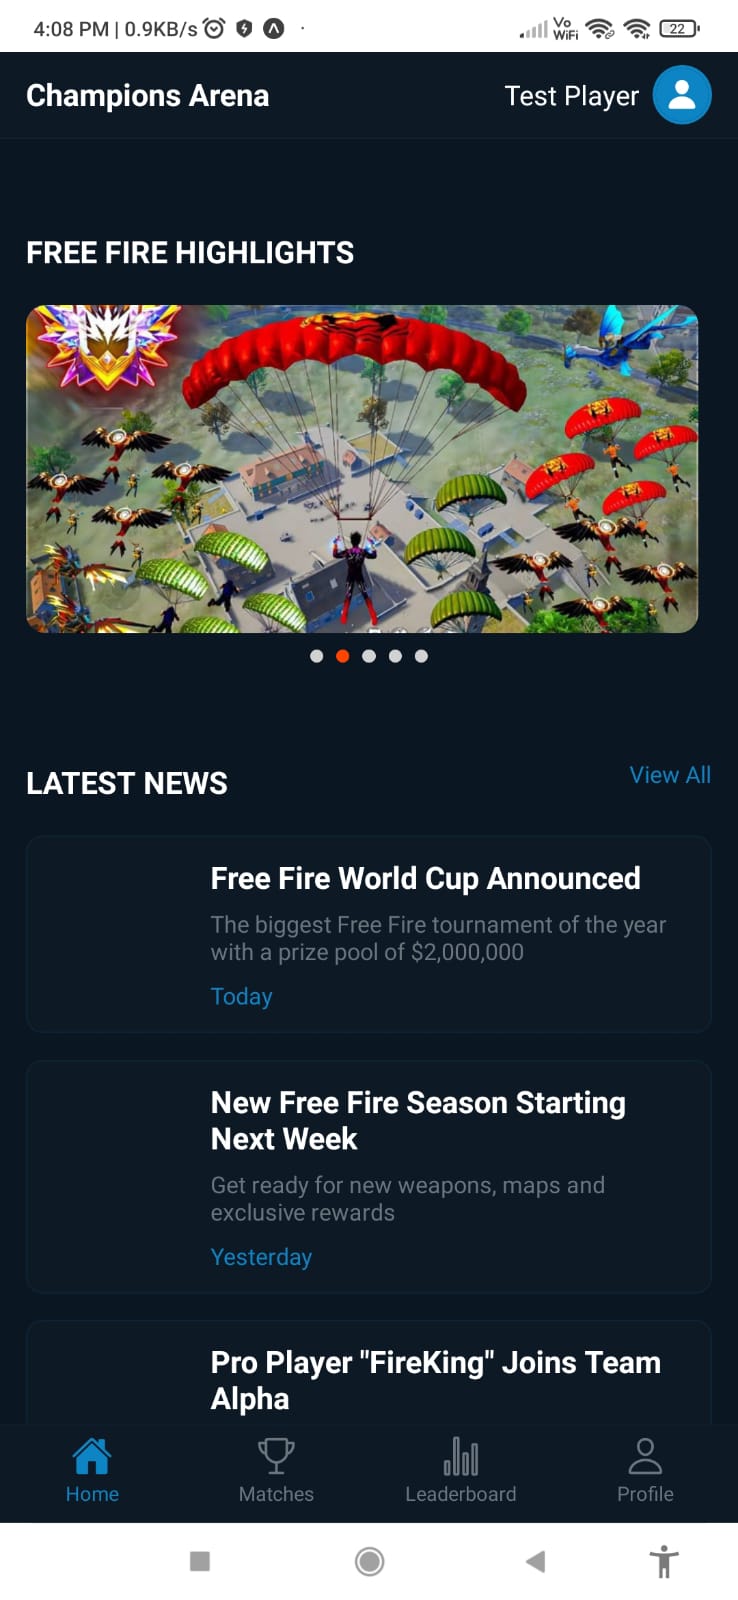 4:08 PM | 0.9KB/s
Vo
WiFi
22
Champions Arena
Test Player
FREE FIRE HIGHLIGHTS
LATEST NEWS
View All
Free Fire World Cup Announced
The biggest Free Fire tournament of the year
with a prize pool of $2,000,000
Today
New Free Fire Season Starting
Next Week
Get ready for new weapons, maps and
exclusive rewards
Yesterday
Pro Player "FireKing" Joins Team
Alpha
Home
Matches
Leaderboard
Profile